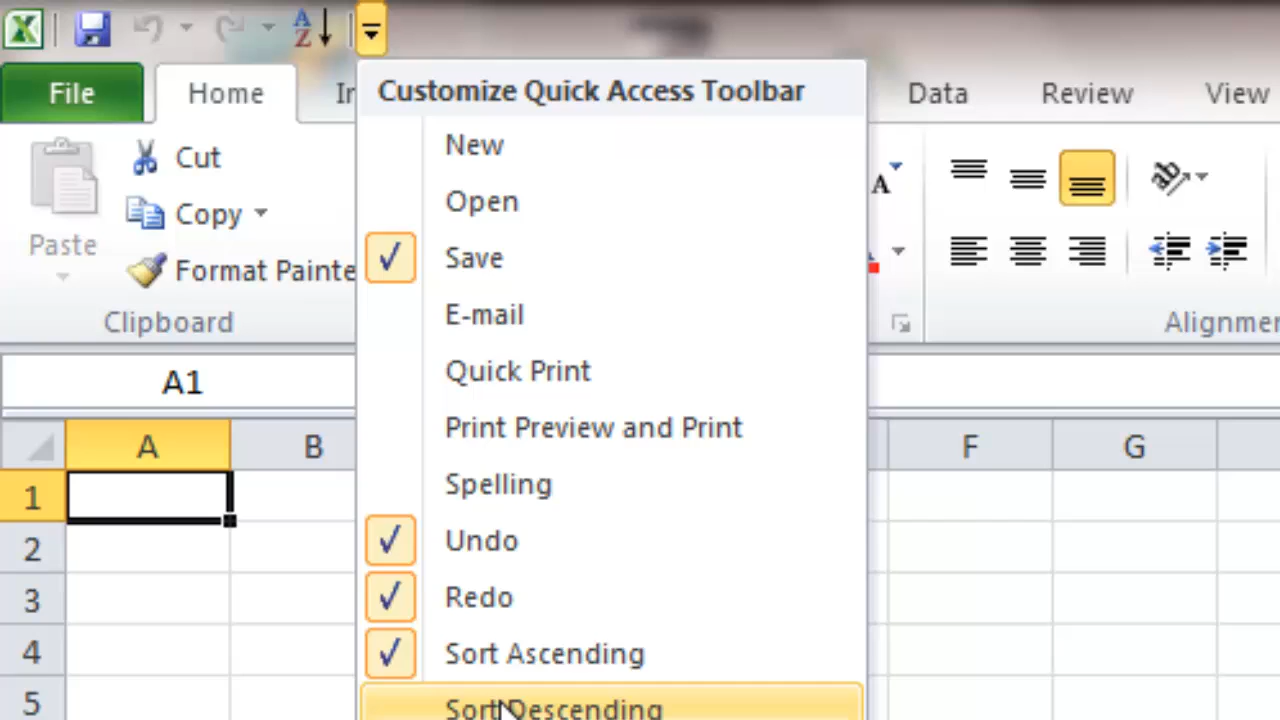 File
Home
In
Data
Review
View
Customize Quick Access Toolbar
New
Open
Save
E-mail
Quick Print
Print Preview and Print
Spelling
Undo
Redo
Sort Ascending
Sort Descending
Cut
Copy
Paste
Format Painte
Clipboard
Alignmen
A1
A B F G
1
2
3
4
5